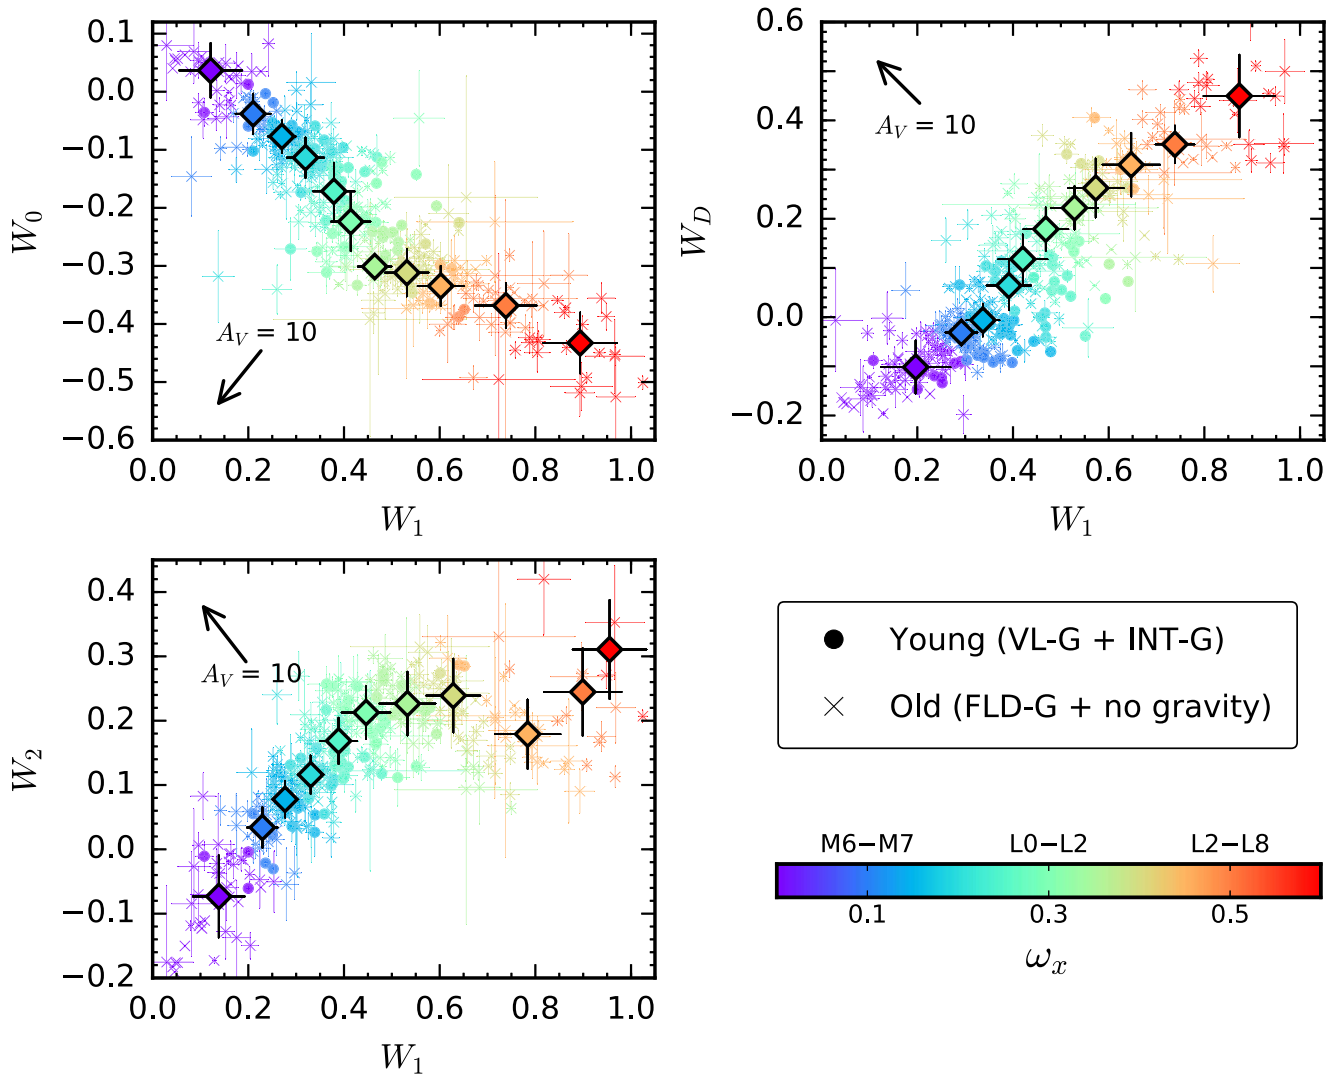 0.1
0.0
−0.1
−0.2
−0.3
−0.4
−0.5
−0.6
W0
A_V = 10
0.0 0.2 0.4 0.6 0.8 1.0
W1
0.6
0.4
0.2
0.0
−0.2
W_D
A_V = 10
0.0 0.2 0.4 0.6 0.8 1.0
W1
0.4
0.3
0.2
0.1
0.0
−0.1
−0.2
W2
A_V = 10
0.0 0.2 0.4 0.6 0.8 1.0
W1
Young (VL-G + INT-G)
Old (FLD-G + no gravity)
M6−M7 L0−L2 L2−L8
0.1 0.3 0.5
ω_x